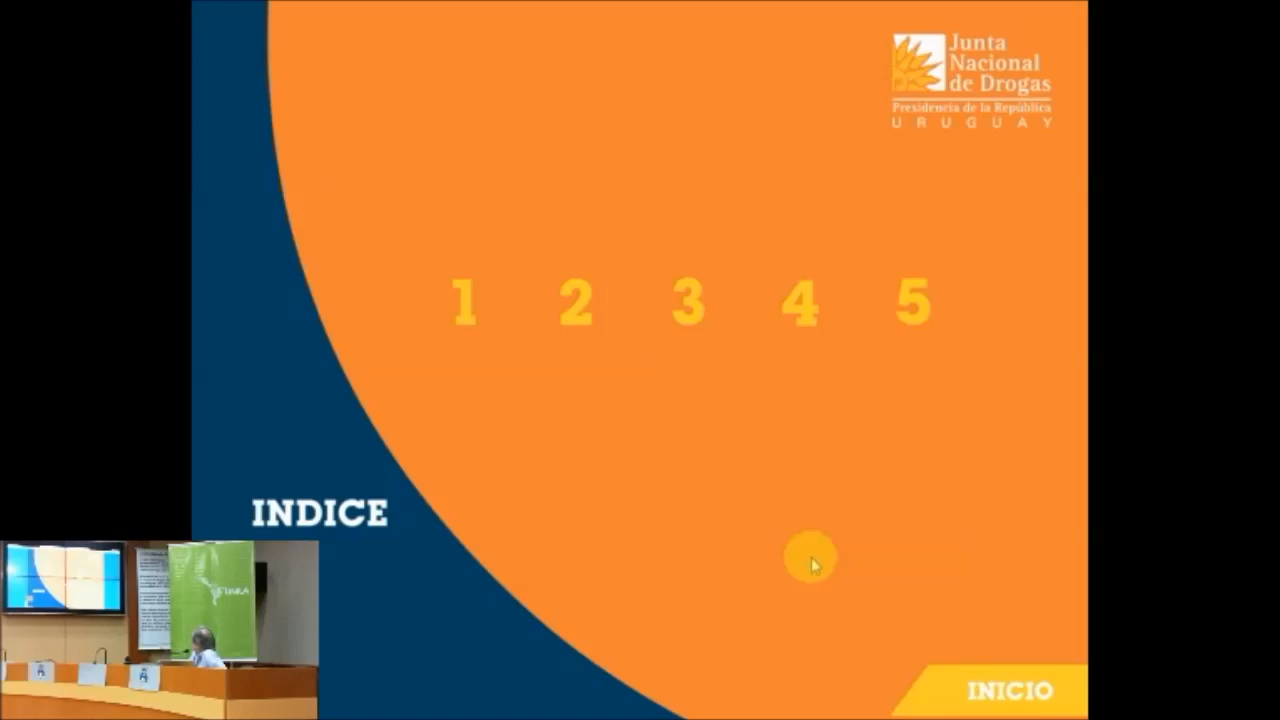 Junta
Nacional
de Drogas
Presidencia de la República
URUGUAY
1 2 3 4 5
INDICE
INICIO